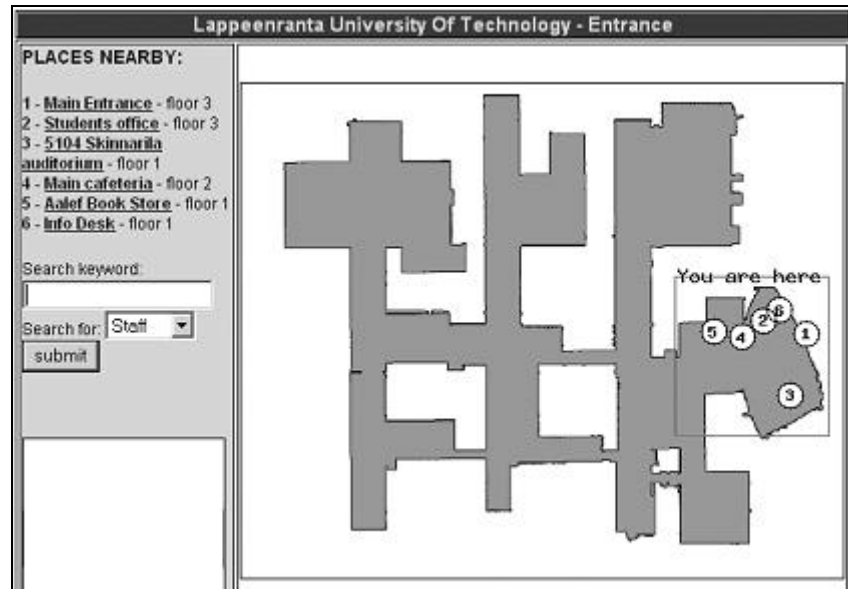 Lappeenranta University Of Technology - Entrance
PLACES NEARBY:
1 - Main Entrance - floor 3
2 - Students office - floor 3
3 - 5104 Skinnarila
auditorium - floor 1
4 - Main cafeteria - floor 2
5 - Aalef Book Store - floor 1
6 - Info Desk - floor 1
Search keyword:
Search for: Staff
submit
You are here
6
2
5
4
1
3